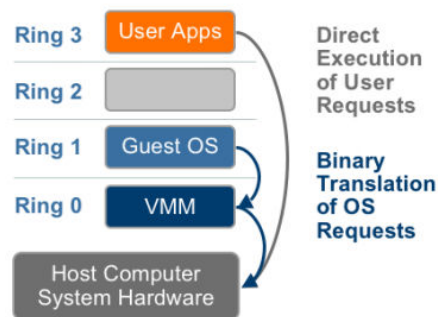 Ring 3
User Apps
Ring 2
Ring 1
Guest OS
Ring 0
VMM
Host Computer
System Hardware
Direct
Execution
of User
Requests
Binary
Translation
of OS
Requests